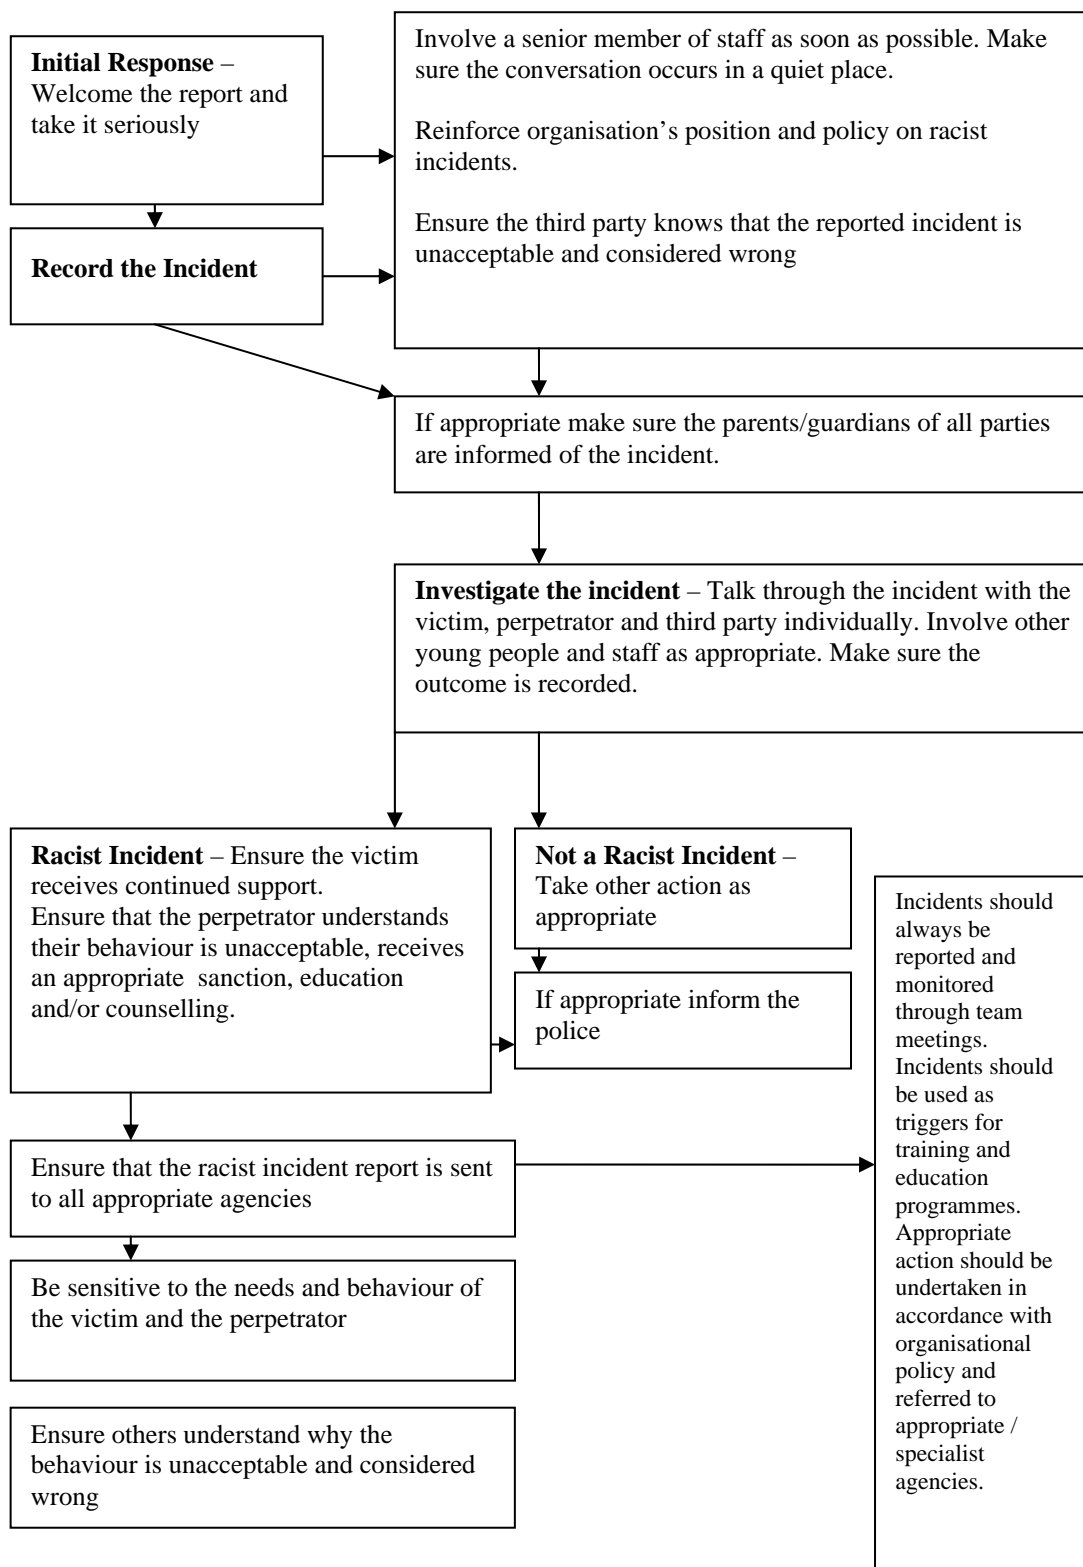 Initial Response –
Welcome the report and
take it seriously
Involve a senior member of staff as soon as possible. Make
sure the conversation occurs in a quiet place.
Reinforce organisation’s position and policy on racist
incidents.
Ensure the third party knows that the reported incident is
unacceptable and considered wrong
Record the Incident
If appropriate make sure the parents/guardians of all parties
are informed of the incident.
Investigate the incident – Talk through the incident with the
victim, perpetrator and third party individually. Involve other
young people and staff as appropriate. Make sure the
outcome is recorded.
Racist Incident – Ensure the victim
receives continued support.
Ensure that the perpetrator understands
their behaviour is unacceptable, receives
an appropriate  sanction, education
and/or counselling.
Not a Racist Incident –
Take other action as
appropriate
If appropriate inform the
police
Ensure that the racist incident report is sent
to all appropriate agencies
Be sensitive to the needs and behaviour of
the victim and the perpetrator
Ensure others understand why the
behaviour is unacceptable and considered
wrong
Incidents should
always be
reported and
monitored
through team
meetings.
Incidents should
be used as
triggers for
training and
education
programmes.
Appropriate
action should be
undertaken in
accordance with
organisational
policy and
referred to
appropriate /
specialist
agencies.